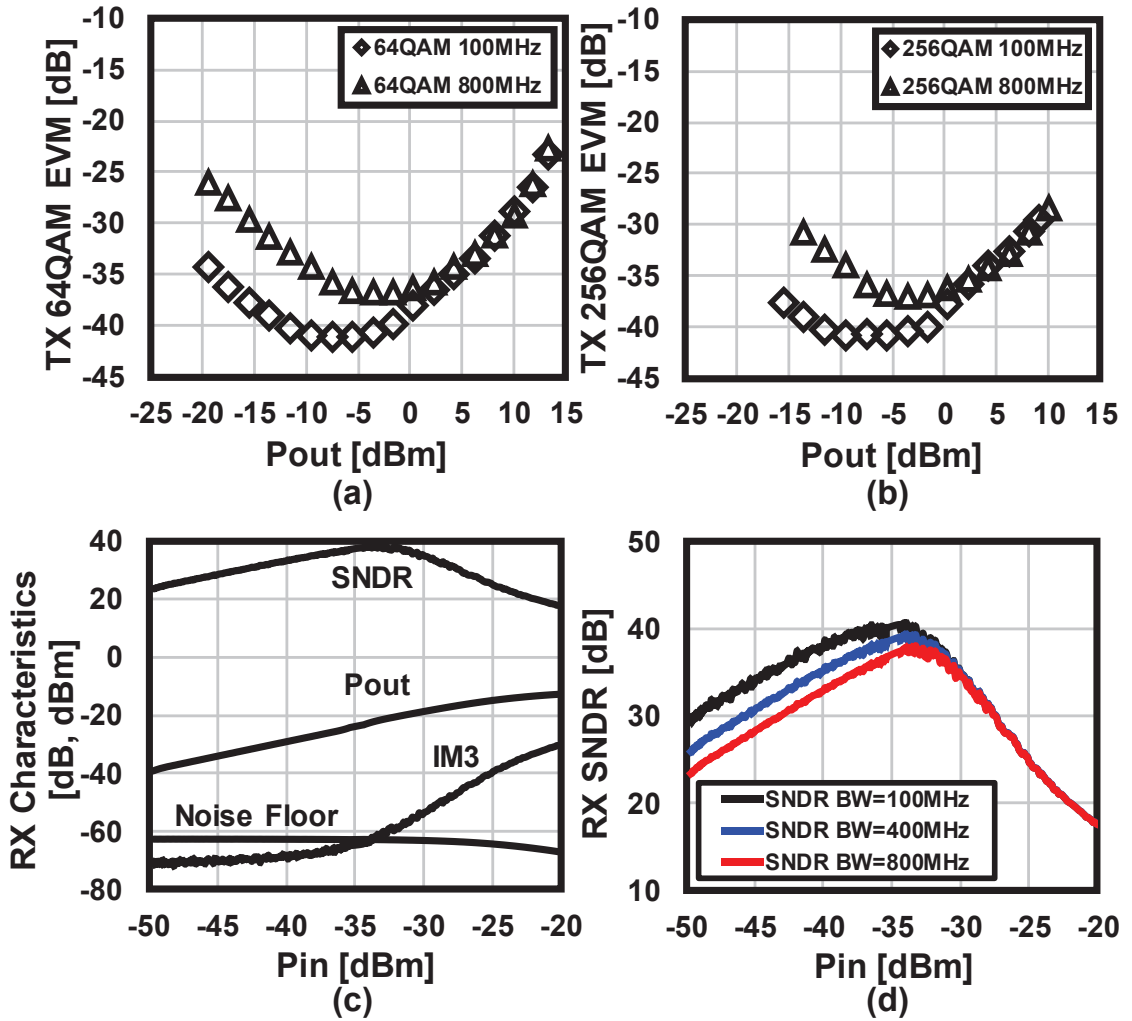 TX 64QAM EVM [dB]
-10
-15
-20
-25
-30
-35
-40
-45
64QAM 100MHz
64QAM 800MHz
-25 -20 -15 -10 -5 0 5 10 15
Pout [dBm]
(a)
TX 256QAM EVM [dB]
-10
-15
-20
-25
-30
-35
-40
-45
256QAM 100MHz
256QAM 800MHz
-25 -20 -15 -10 -5 0 5 10 15
Pout [dBm]
(b)
RX Characteristics
[dB, dBm]
40
20
0
-20
-40
-60
-80
SNDR
Pout
IM3
Noise Floor
-50 -45 -40 -35 -30 -25 -20
Pin [dBm]
(c)
RX SNDR [dB]
50
40
30
20
10
SNDR BW=100MHz
SNDR BW=400MHz
SNDR BW=800MHz
-50 -45 -40 -35 -30 -25 -20
Pin [dBm]
(d)